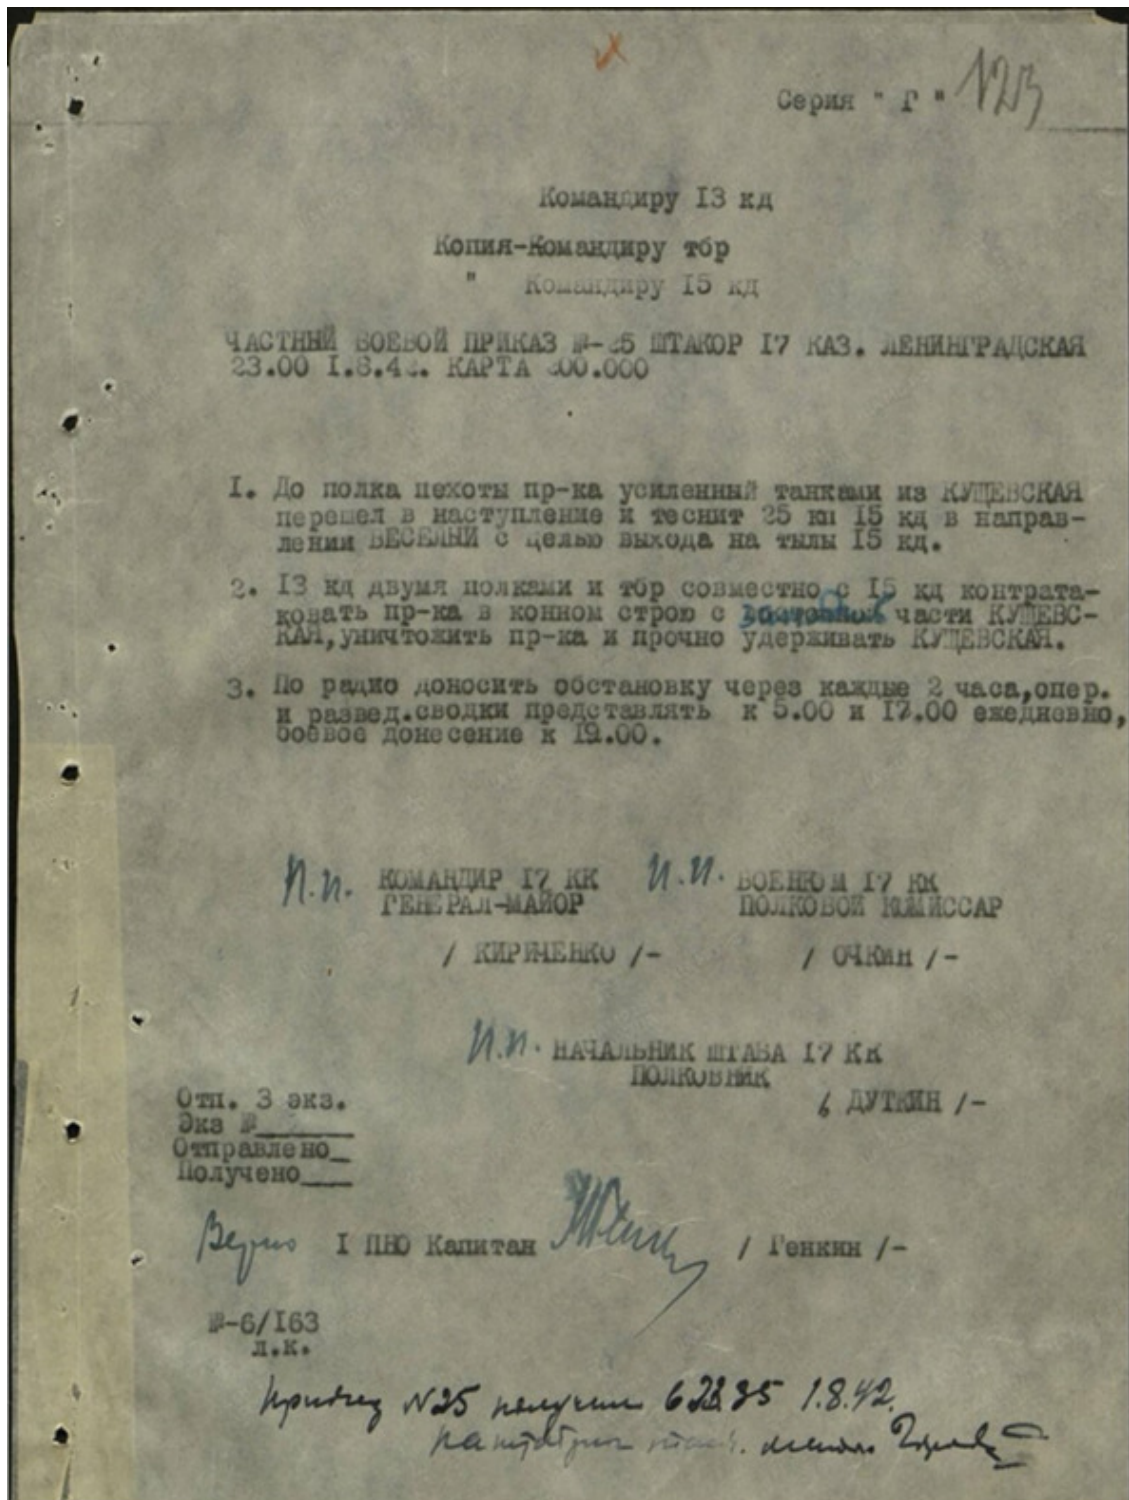 Серия " Г " 123
Командиру 13 кд
Копия-Командиру тбр
" Командиру 15 кд
ЧАСТНЫЙ БОЕВОЙ ПРИКАЗ №-25 ШТАКОР 17 КАЗ. ЛЕНИНГРАДСКАЯ
23.00 1.8.42. КАРТА 200.000
1. До полка пехоты пр-ка усиленный танками из КУЩЕВСКАЯ
перешел в наступление и теснит 25 кп 15 кд в направ-
лении ВЕСЕЛЫЙ с целью выхода на тылы 15 кд.
2. 13 кд двумя полками и тбр совместно с 15 кд контрата-
ковать пр-ка в конном строю с части КУЩЕВС-
КАЯ,уничтожить пр-ка и прочно удерживать КУЩЕВСКАЯ.
3. По радио доносить обстановку через каждые 2 часа,опер.
и развед.сводки представлять к 5.00 и 17.00 ежедневно,
боевое донесение к 19.00.
П.п. КОМАНДИР 17 КК П.п. ВОЕНКОМ 17 КК
ГЕНЕРАЛ-МАЙОР ПОЛКОВОЙ КОМИССАР
/ КИРИЧЕНКО /- / ОЧКИН /-
П.п. НАЧАЛЬНИК ШТАБА 17 КК
ПОЛКОВНИК
/ ДУТКИН /-
Отп. 3 экз.
Экз №______
Отправлено_
Получено___
Верно 1 ПНО Капитан / Генкин /-
№-6/163
л.к.
Приказ №25 получен 1.8.42.